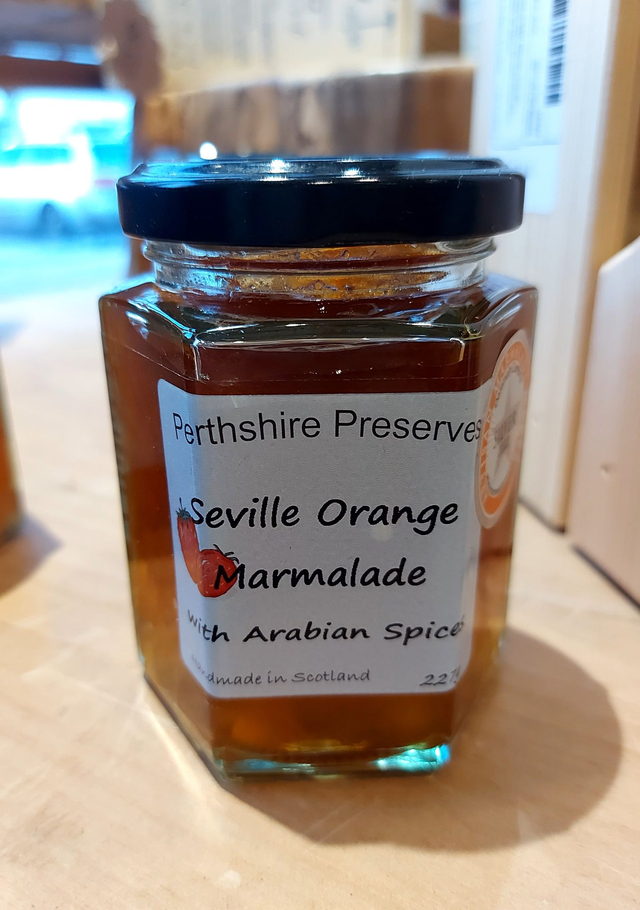 Perthshire Preserves
Seville Orange
Marmalade
with Arabian Spices
Handmade in Scotland
227g